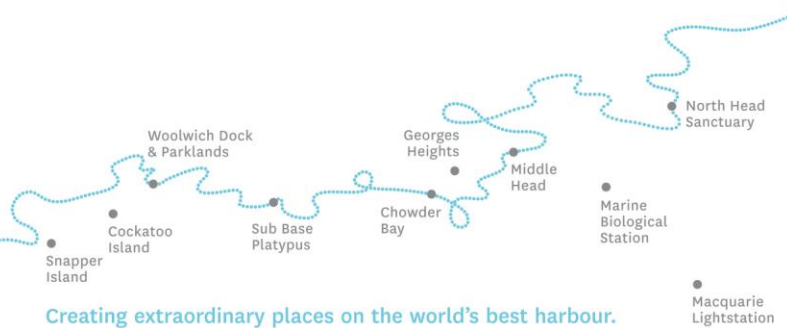 North Head
Sanctuary
Woolwich Dock
& Parklands
Georges
Heights
Middle
Head
Marine
Biological
Station
Chowder
Bay
Sub Base
Platypus
Cockatoo
Island
Snapper
Island
Macquarie
Lightstation
Creating extraordinary places on the world’s best harbour.